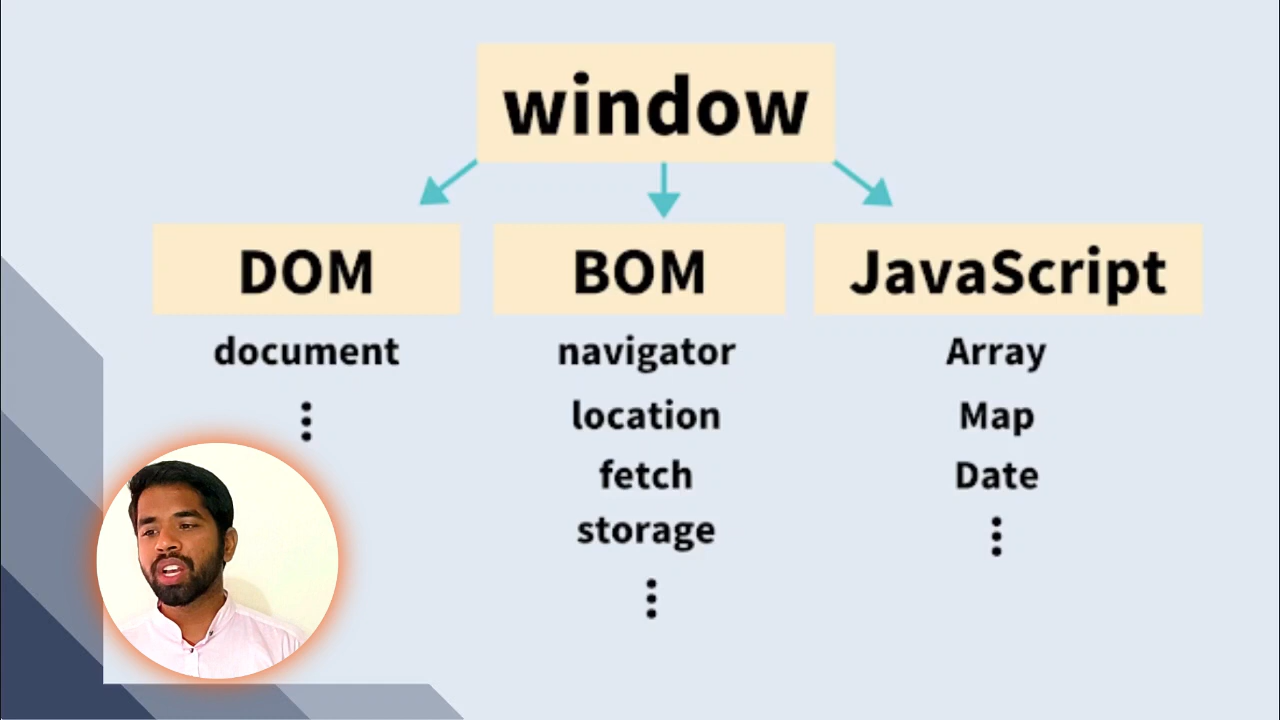 window
DOM
BOM
JavaScript
document
navigator
location
fetch
storage
Array
Map
Date